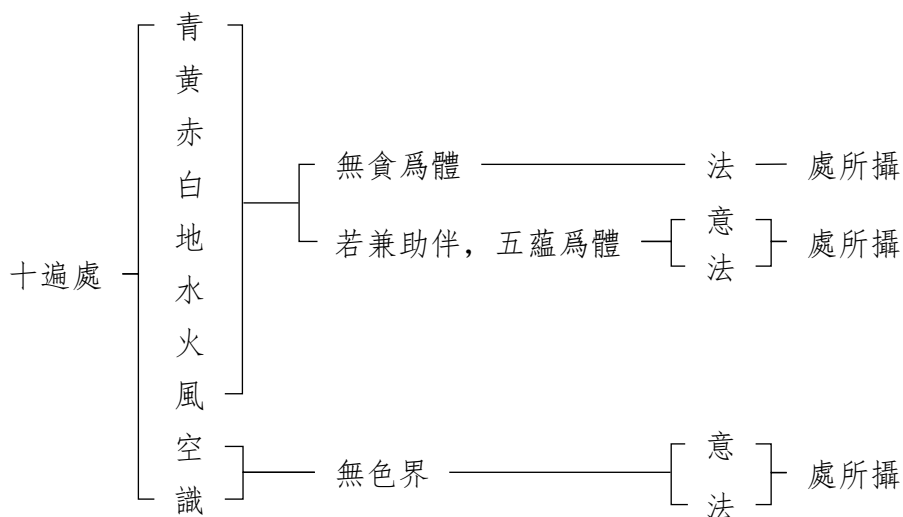 十遍處
青
黄
赤
白
地
水
火
風
空
識
無貪爲體 法 處所攝
若兼助伴，五蘊爲體 意 法 處所攝
無色界 意 法 處所攝